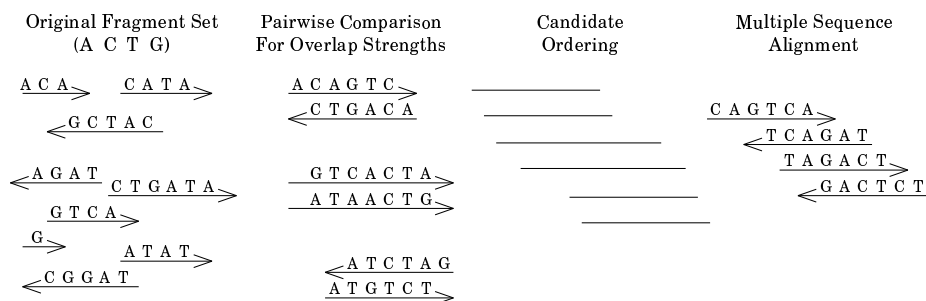 Original Fragment Set
(A C T G)
A C A
C A T A
G C T A C
A G A T
C T G A T A
G T C A
G
A T A T
C G G A T
Pairwise Comparison
For Overlap Strengths
A C A G T C
C T G A C A
G T C A C T A
A T A A C T G
A T C T A G
A T G T C T
Candidate
Ordering
Multiple Sequence
Alignment
C A G T C A
T C A G A T
T A G A C T
G A C T C T